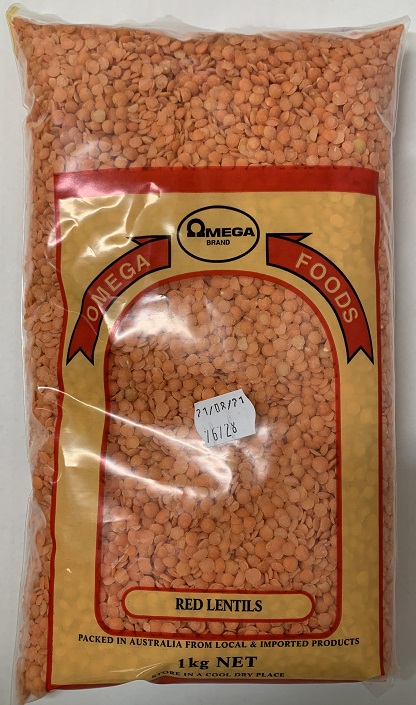 ΩMEGA
BRAND
OMEGA FOODS
21/08/21
RED LENTILS
PACKED IN AUSTRALIA FROM LOCAL & IMPORTED PRODUCTS
1kg NET
STORE IN A COOL DRY PLACE